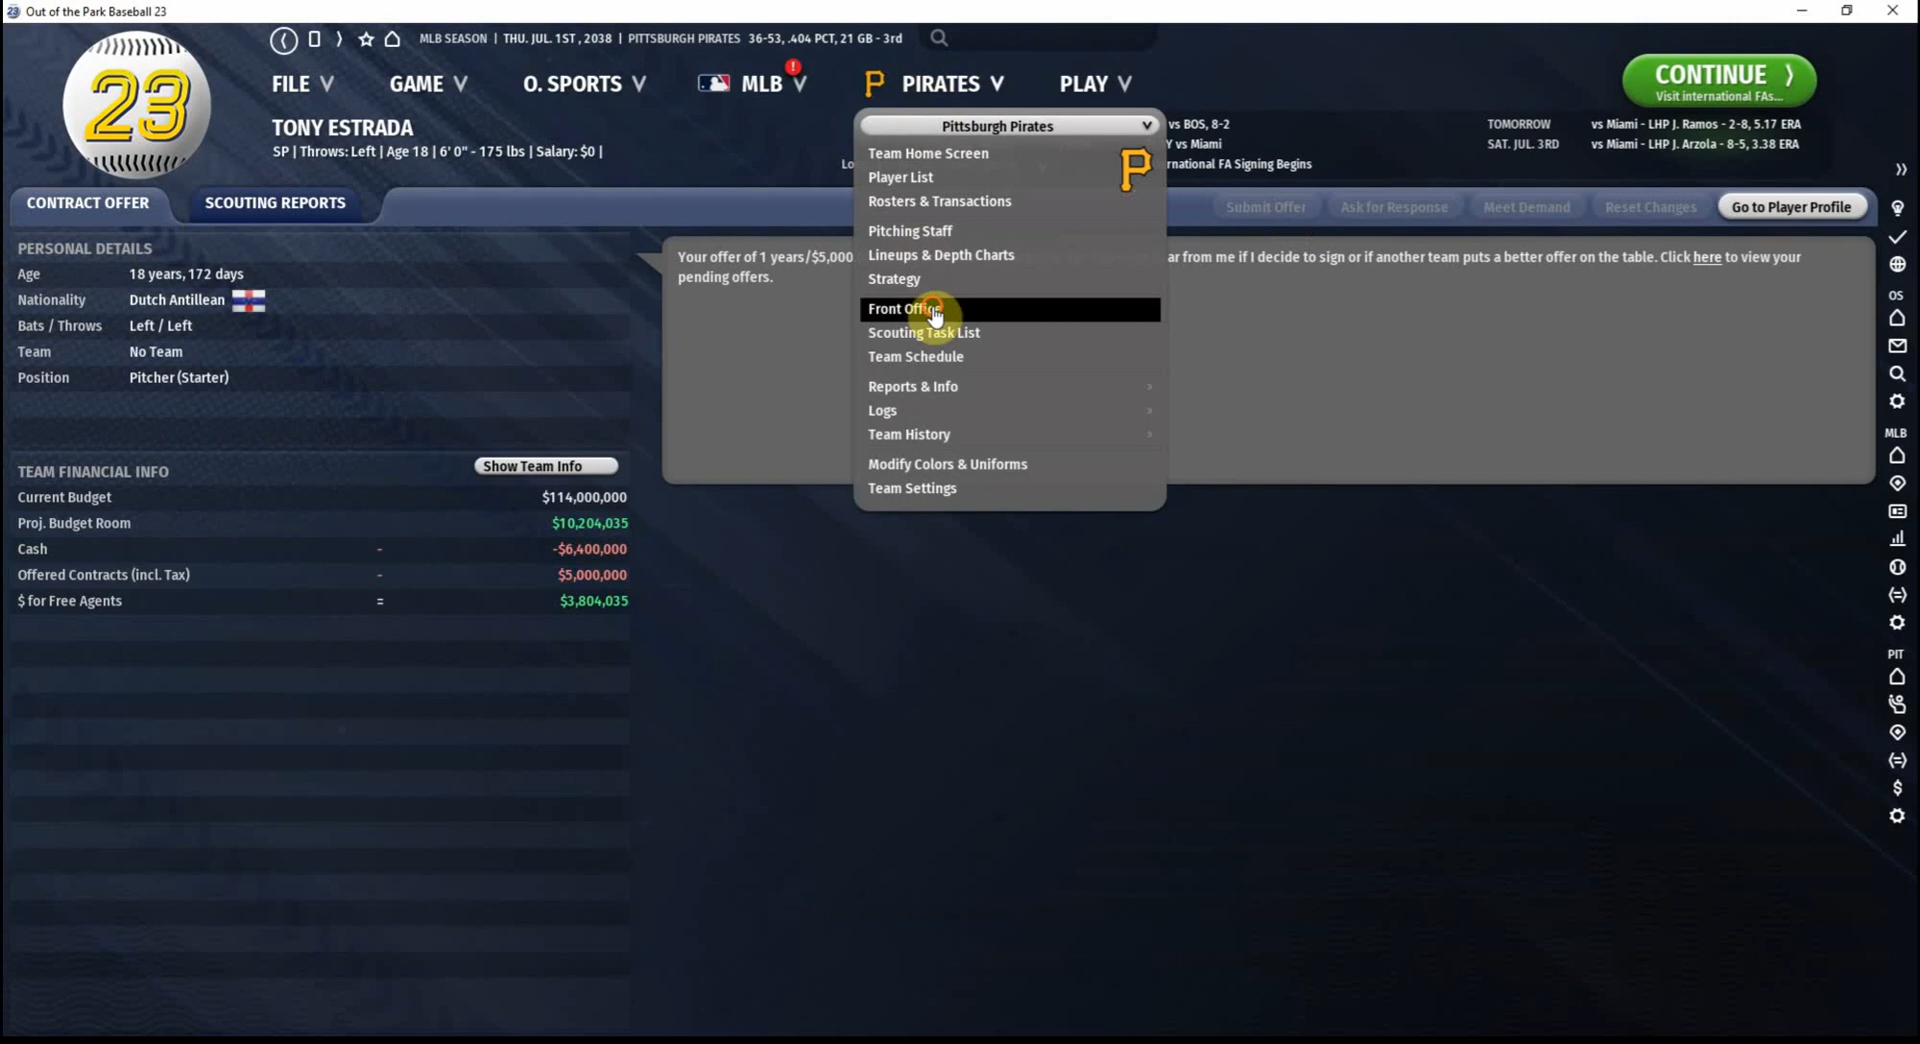 Out of the Park Baseball 23
MLB SEASON | THU. JUL. 1ST , 2038 | PITTSBURGH PIRATES 36-53, .404 PCT, 21 GB - 3rd
23
FILE
GAME
O. SPORTS
MLB
!
PIRATES
PLAY
CONTINUE
Visit international FAs...
TONY ESTRADA
SP | Throws: Left | Age 18 | 6' 0" - 175 lbs | Salary: $0 |
Pittsburgh Pirates
Team Home Screen
Player List
Rosters & Transactions
Pitching Staff
Lineups & Depth Charts
Strategy
Front Office
Scouting Task List
Team Schedule
Reports & Info
Logs
Team History
Modify Colors & Uniforms
Team Settings
vs BOS, 8-2
Y vs Miami
rnational FA Signing Begins
TOMORROW vs Miami - LHP J. Ramos - 2-8, 5.17 ERA
SAT. JUL. 3RD vs Miami - LHP J. Arzola - 8-5, 3.38 ERA
CONTRACT OFFER
SCOUTING REPORTS
Submit Offer
Ask for Response
Meet Demand
Reset Changes
Go to Player Profile
PERSONAL DETAILS
Age 18 years, 172 days
Nationality Dutch Antillean
Bats / Throws Left / Left
Team No Team
Position Pitcher (Starter)
TEAM FINANCIAL INFO
Show Team Info
Current Budget $114,000,000
Proj. Budget Room $10,204,035
Cash - -$6,400,000
Offered Contracts (incl. Tax) - $5,000,000
$ for Free Agents = $3,804,035
Your offer of 1 years/$5,000 ar from me if I decide to sign or if another team puts a better offer on the table. Click here to view your
pending offers.
OS
MLB
PIT